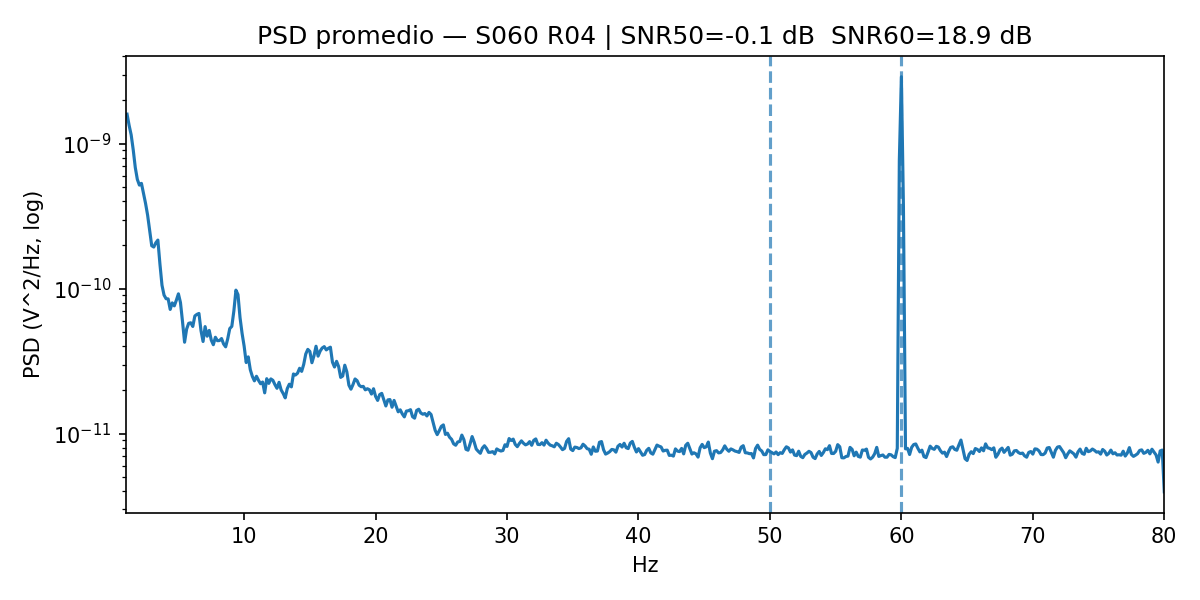 PSD promedio — S060 R04 | SNR50=-0.1 dB  SNR60=18.9 dB
PSD (V^2/Hz, log)
10⁻⁹
10⁻¹⁰
10⁻¹¹
10 20 30 40 50 60 70 80
Hz